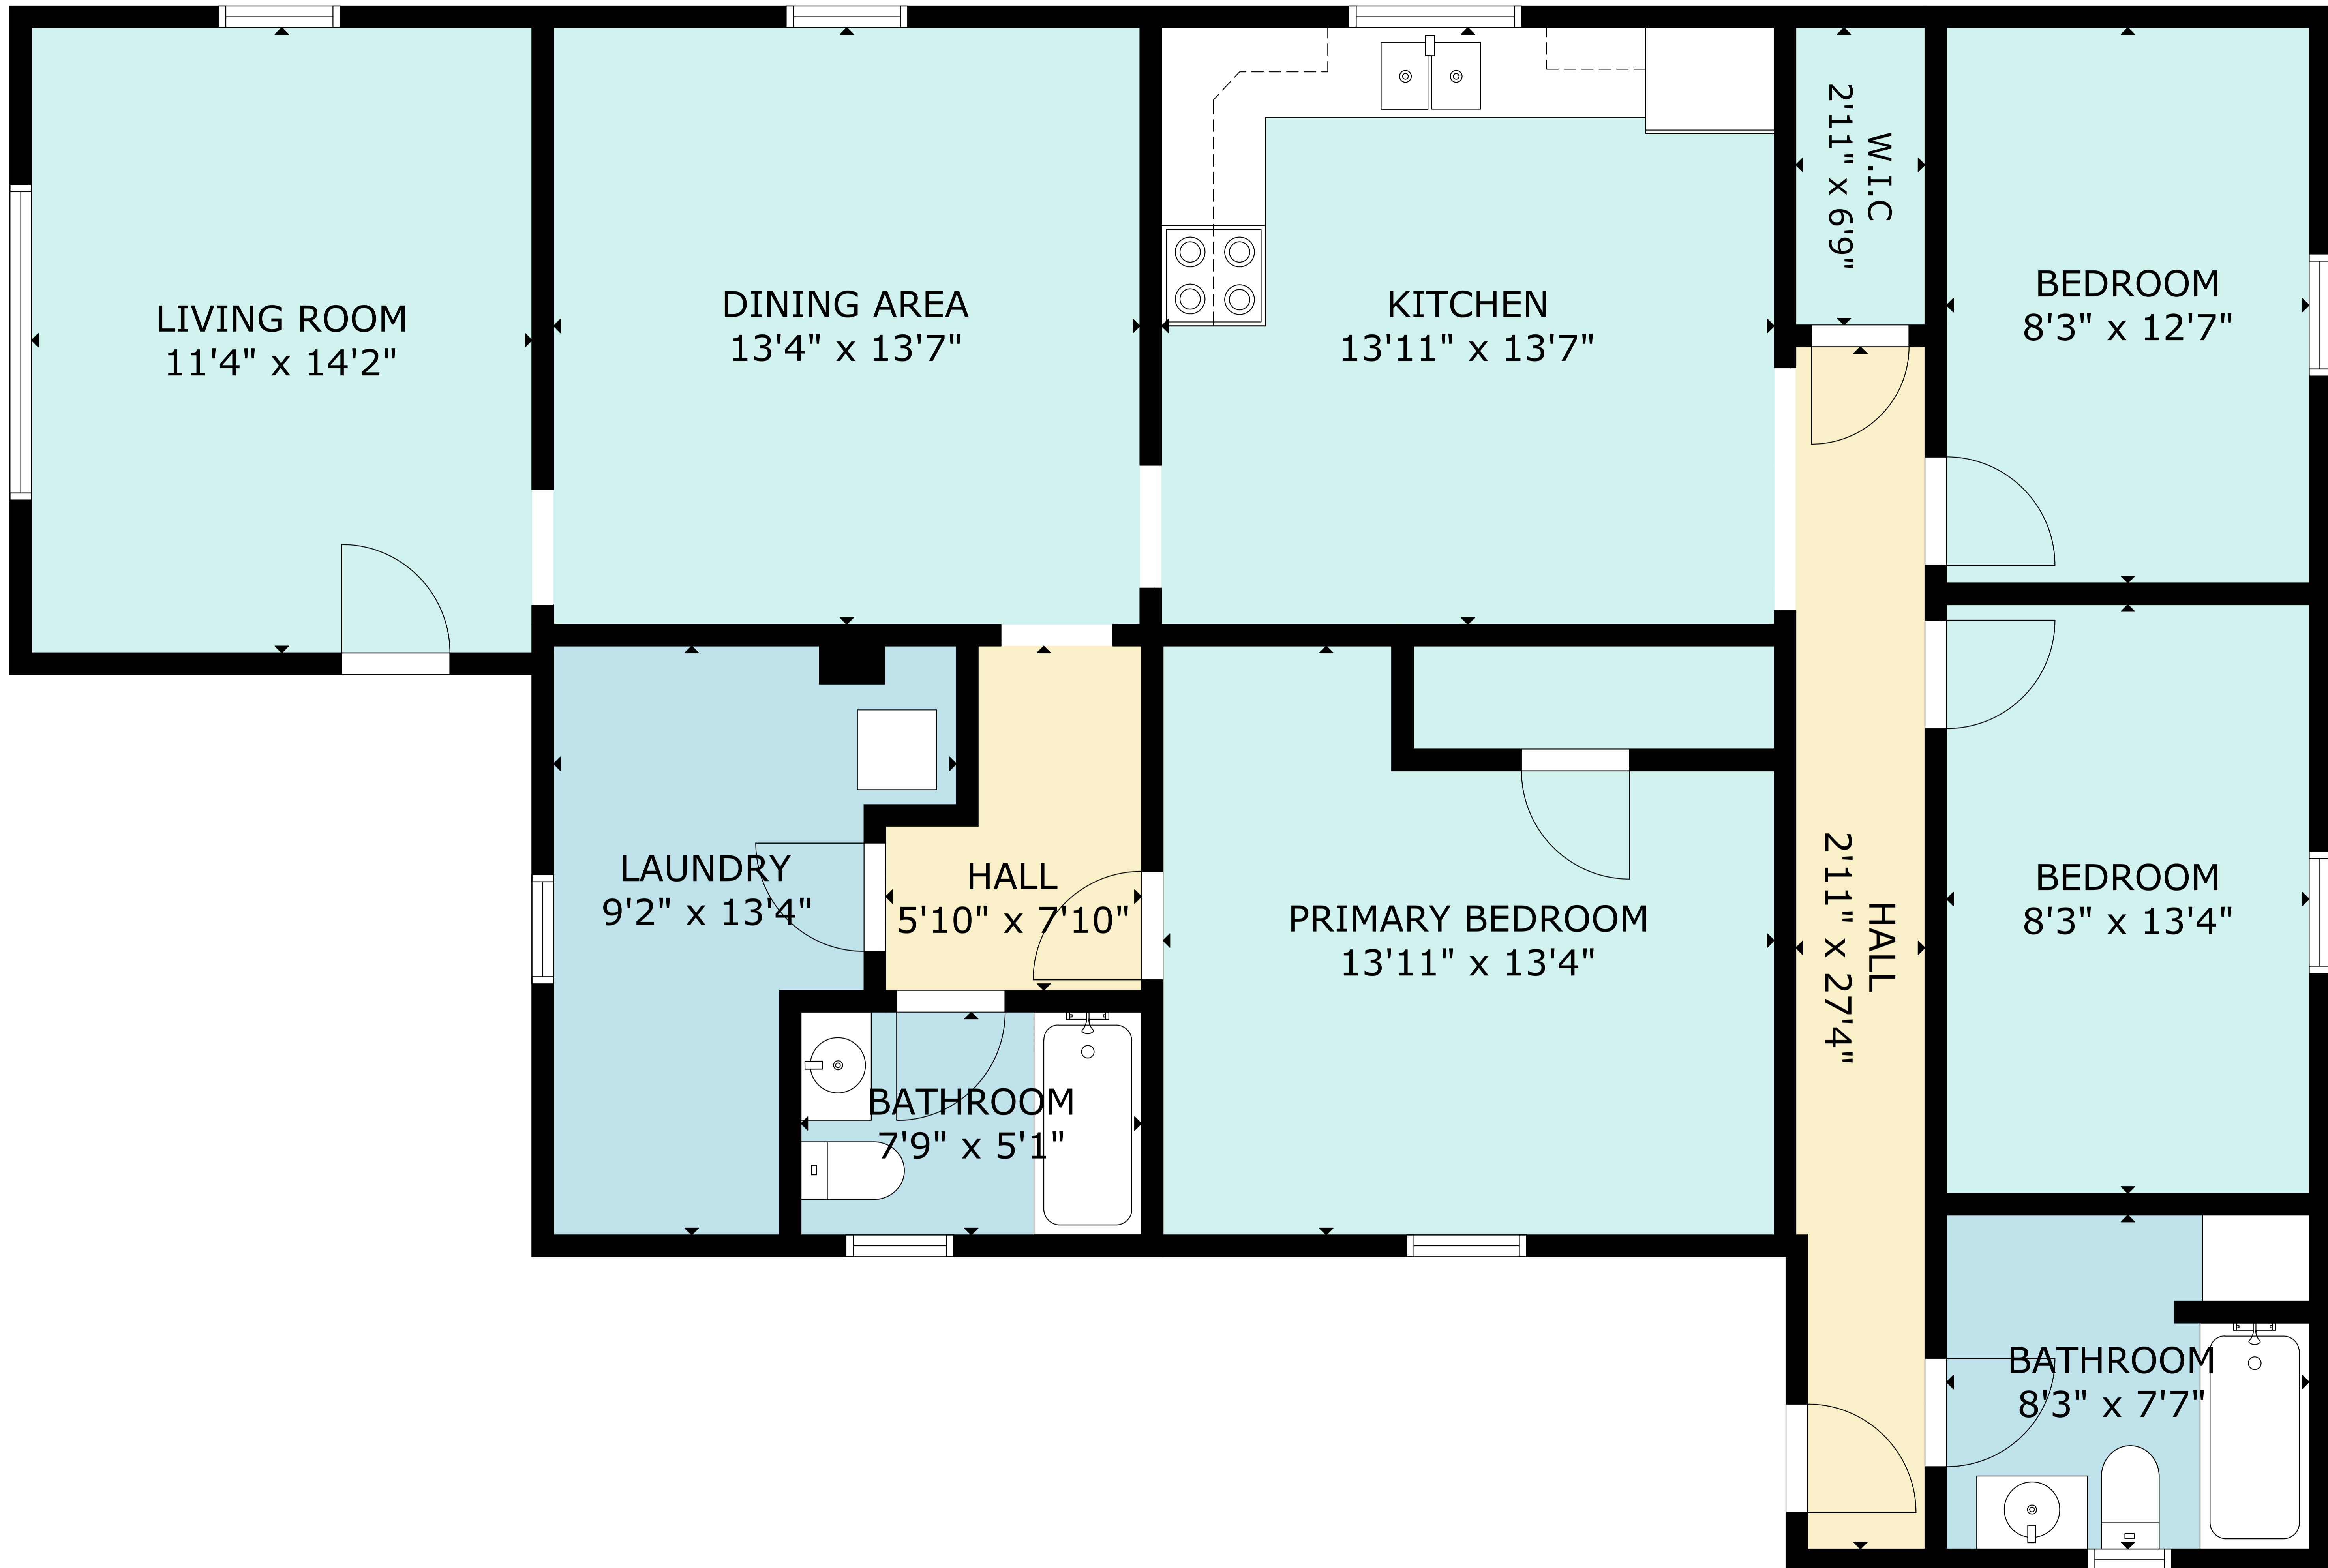 LIVING ROOM
11'4" x 14'2"
DINING AREA
13'4" x 13'7"
KITCHEN
13'11" x 13'7"
W.I.C
2'11" x 6'9"
BEDROOM
8'3" x 12'7"
LAUNDRY
9'2" x 13'4"
HALL
5'10" x 7'10"
PRIMARY BEDROOM
13'11" x 13'4"
HALL
2'11" x 27'4"
BEDROOM
8'3" x 13'4"
BATHROOM
7'9" x 5'1"
BATHROOM
8'3" x 7'7"